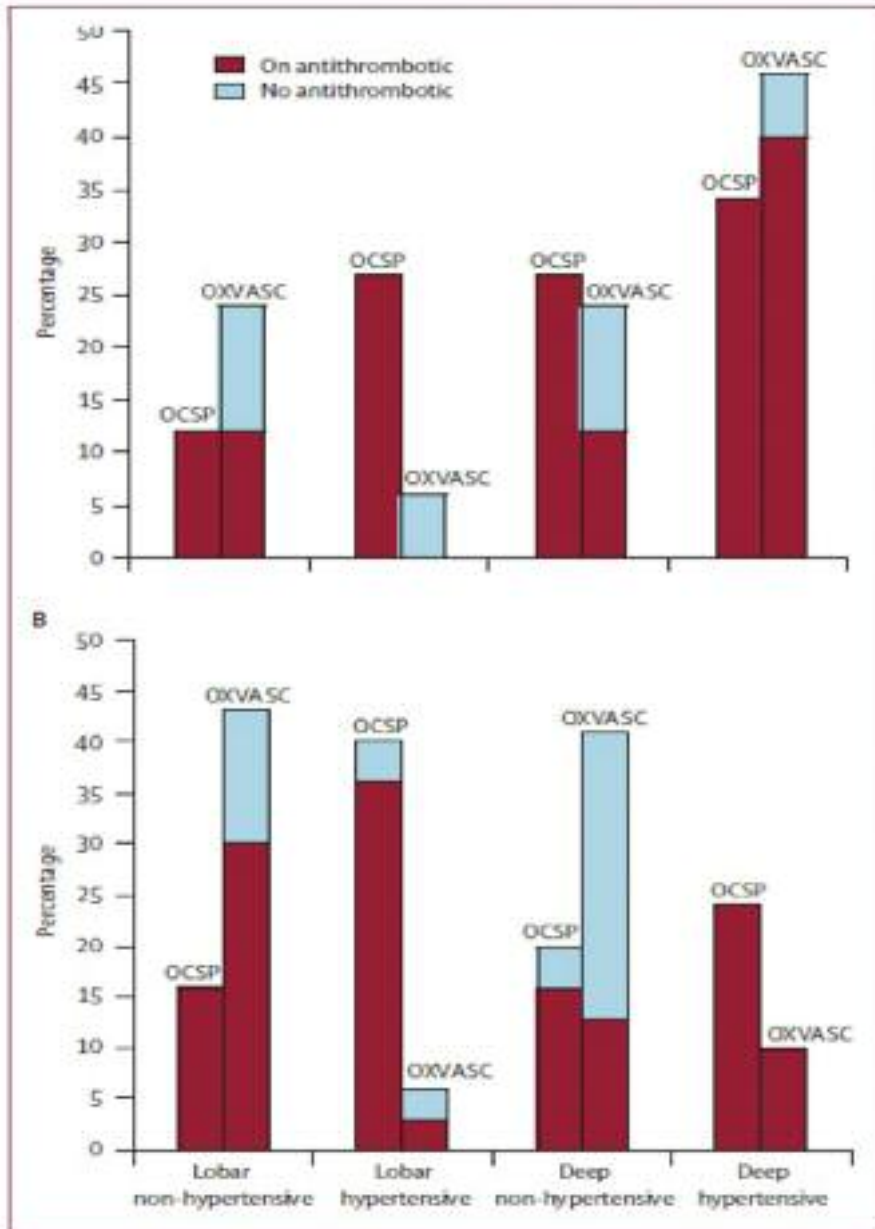 50
45
40
35
30
25
20
15
10
5
0
Percentage
On antithrombotic
No antithrombotic
OCSP
OXVASC
OCSP
OXVASC
OCSP
OXVASC
OCSP
OXVASC
B
50
45
40
35
30
25
20
15
10
5
0
Percentage
OCSP
OXVASC
OCSP
OXVASC
OCSP
OXVASC
OCSP
OXVASC
Lobar
non-hypertensive
Lobar
hypertensive
Deep
non-hypertensive
Deep
hypertensive